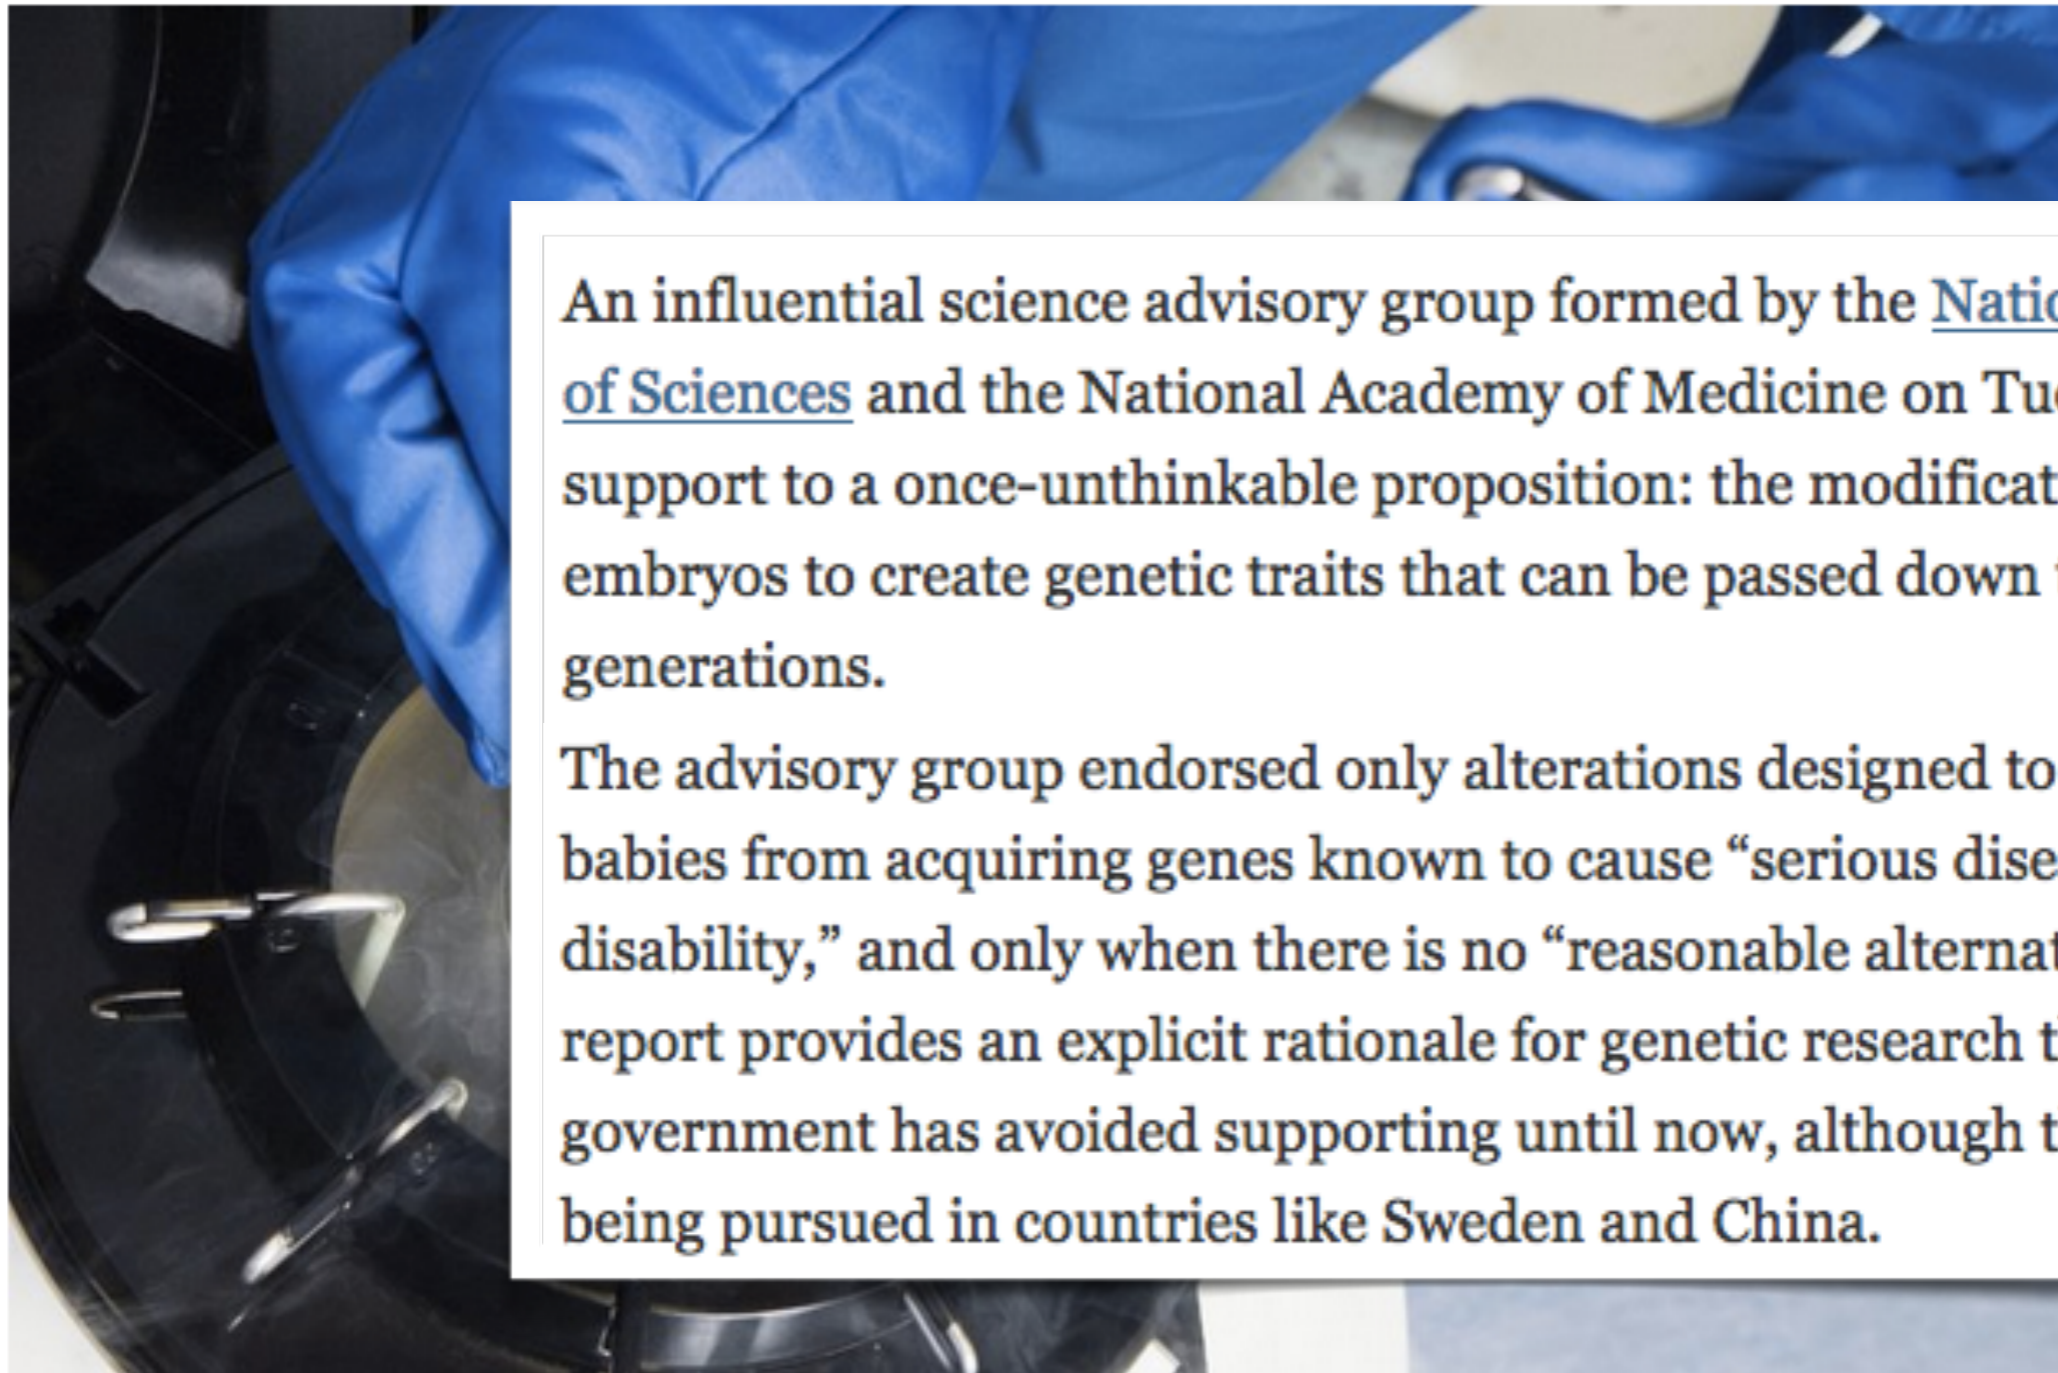 An influential science advisory group formed by the Natio
of Sciences and the National Academy of Medicine on Tue
support to a once-unthinkable proposition: the modificat
embryos to create genetic traits that can be passed down
generations.
The advisory group endorsed only alterations designed to
babies from acquiring genes known to cause “serious dise
disability,” and only when there is no “reasonable alternat
report provides an explicit rationale for genetic research t
government has avoided supporting until now, although t
being pursued in countries like Sweden and China.